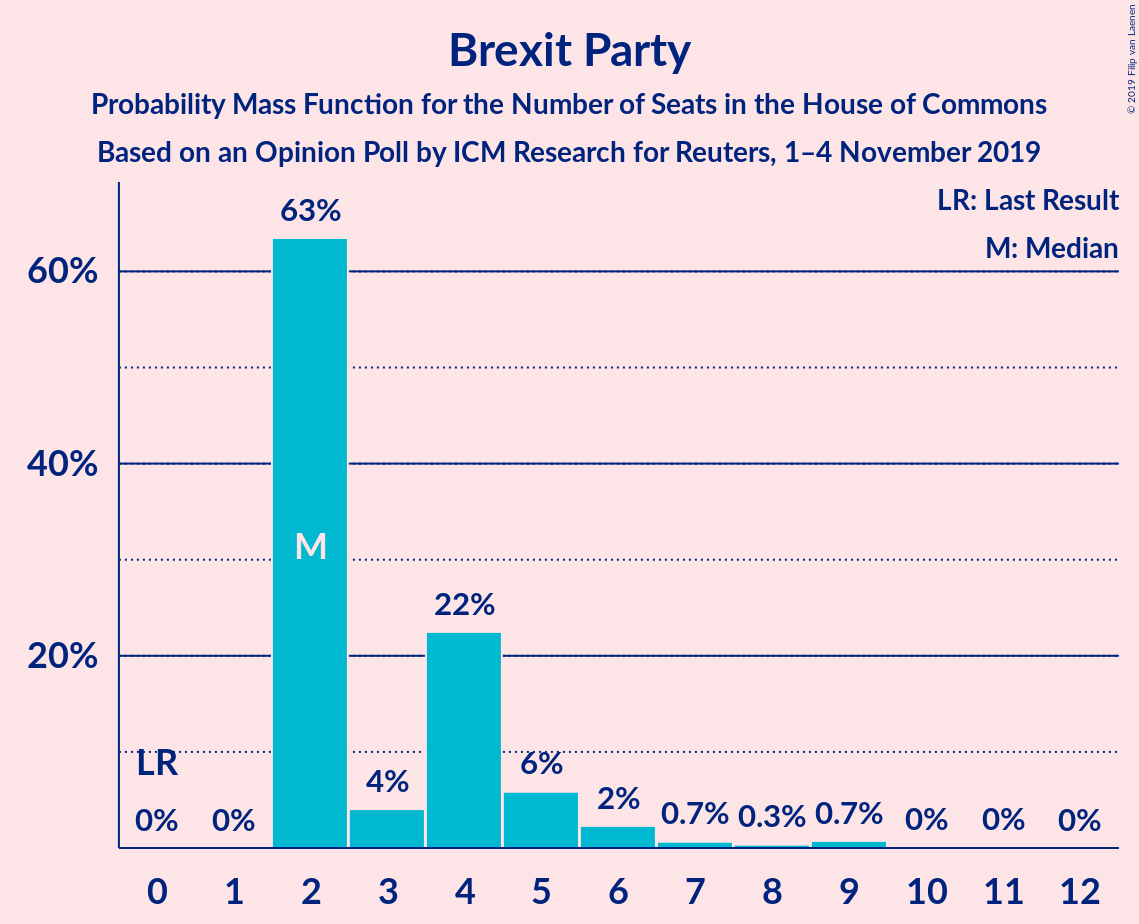 Brexit Party
Probability Mass Function for the Number of Seats in the House of Commons
Based on an Opinion Poll by ICM Research for Reuters, 1–4 November 2019
© 2019 Filip van Laenen
LR: Last Result
M: Median
60%
40%
20%
63%
M
22%
LR
0%
0%
4%
6%
2%
0.7%
0.3%
0.7%
0%
0%
0%
0 1 2 3 4 5 6 7 8 9 10 11 12